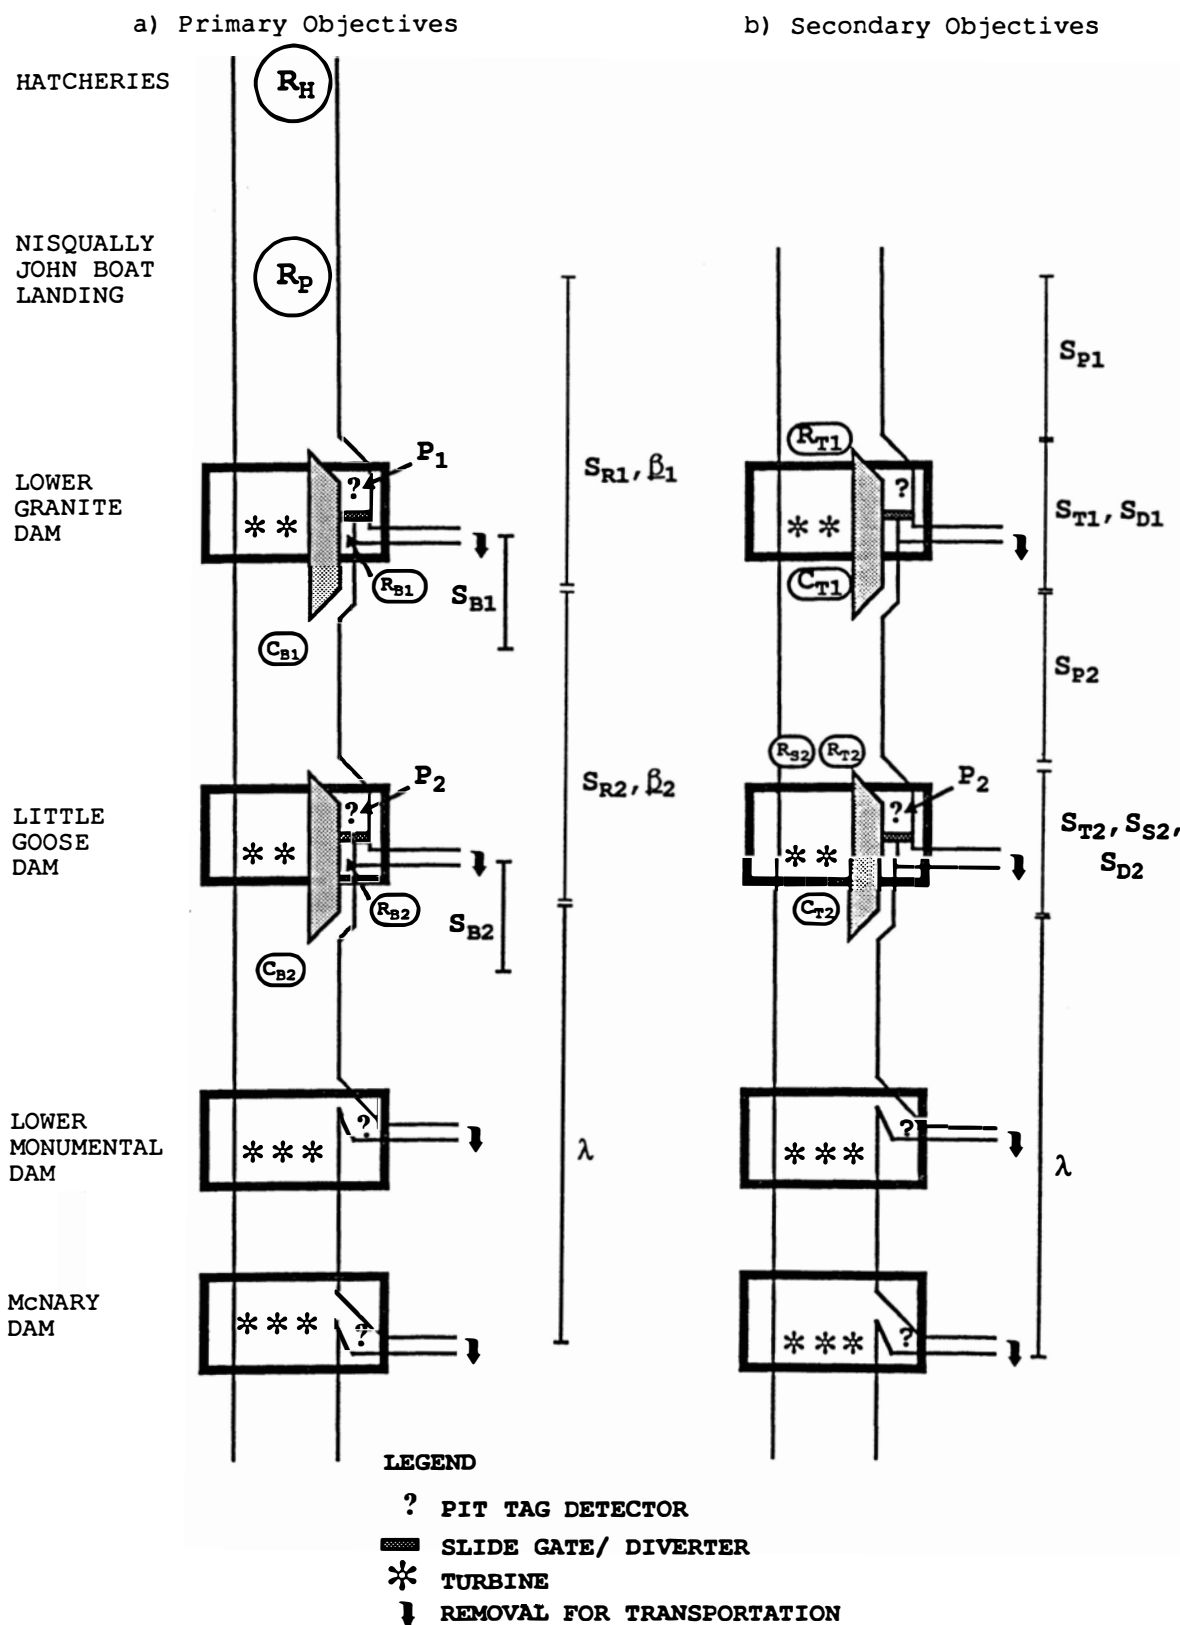 a) Primary Objectives
b) Secondary Objectives
HATCHERIES
R_H
NISQUALLY
JOHN BOAT
LANDING
R_P
S_P1
R_T1
P_1
LOWER
GRANITE
DAM
?
S_R1, β_1
?
S_T1, S_D1
R_B1
S_B1
C_T1
C_B1
S_P2
R_S2
R_T2
P_2
P_2
LITTLE
GOOSE
DAM
?
S_R2, β_2
?
S_T2, S_S2,
S_D2
R_B2
S_B2
C_T2
C_B2
LOWER
MONUMENTAL
DAM
?
λ
?
λ
McNARY
DAM
?
?
LEGEND
? PIT TAG DETECTOR
SLIDE GATE/ DIVERTER
TURBINE
REMOVAL FOR TRANSPORTATION